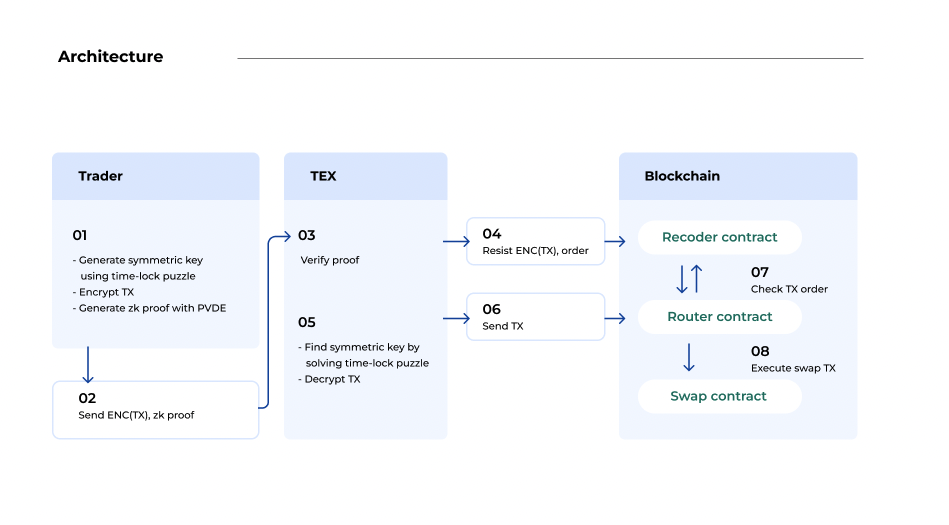 Architecture
Trader
01
- Generate symmetric key
using time-lock puzzle
- Encrypt TX
- Generate zk proof with PVDE
02
Send ENC(TX), zk proof
TEX
03
Verify proof
05
- Find symmetric key by
solving time-lock puzzle
- Decrypt TX
04
Resist ENC(TX), order
06
Send TX
Blockchain
Recoder contract
07
Check TX order
Router contract
08
Execute swap TX
Swap contract